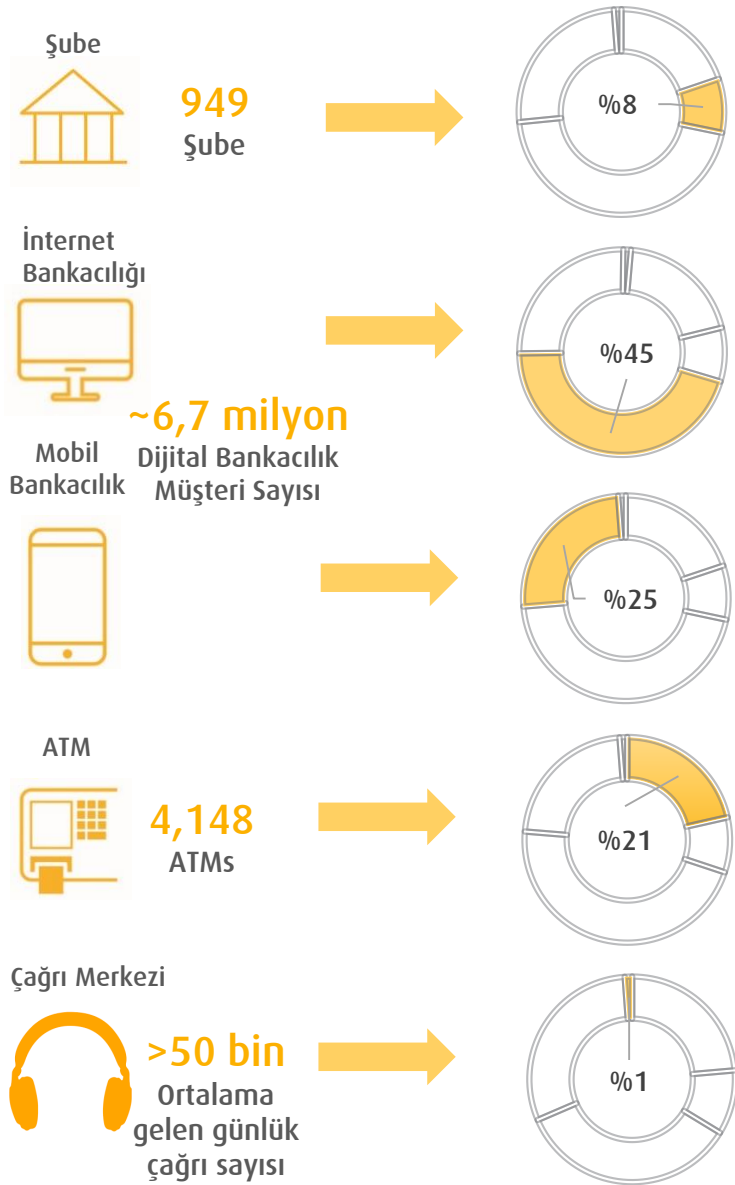 Şube
949
Şube
%8
İnternet
Bankacılığı
%45
~6,7 milyon
Mobil
Bankacılık
Dijital Bankacılık
Müşteri Sayısı
%25
ATM
4,148
ATMs
%21
Çağrı Merkezi
>50 bin
Ortalama
gelen günlük
çağrı sayısı
%1